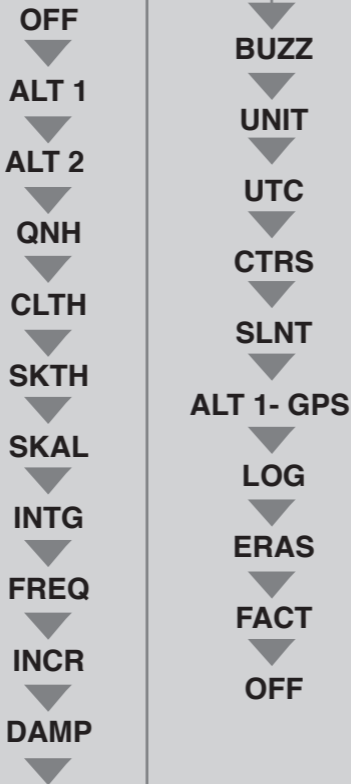 OFF
ALT 1
ALT 2
QNH
CLTH
SKTH
SKAL
INTG
FREQ
INCR
DAMP
BUZZ
UNIT
UTC
CTRS
SLNT
ALT 1- GPS
LOG
ERAS
FACT
OFF